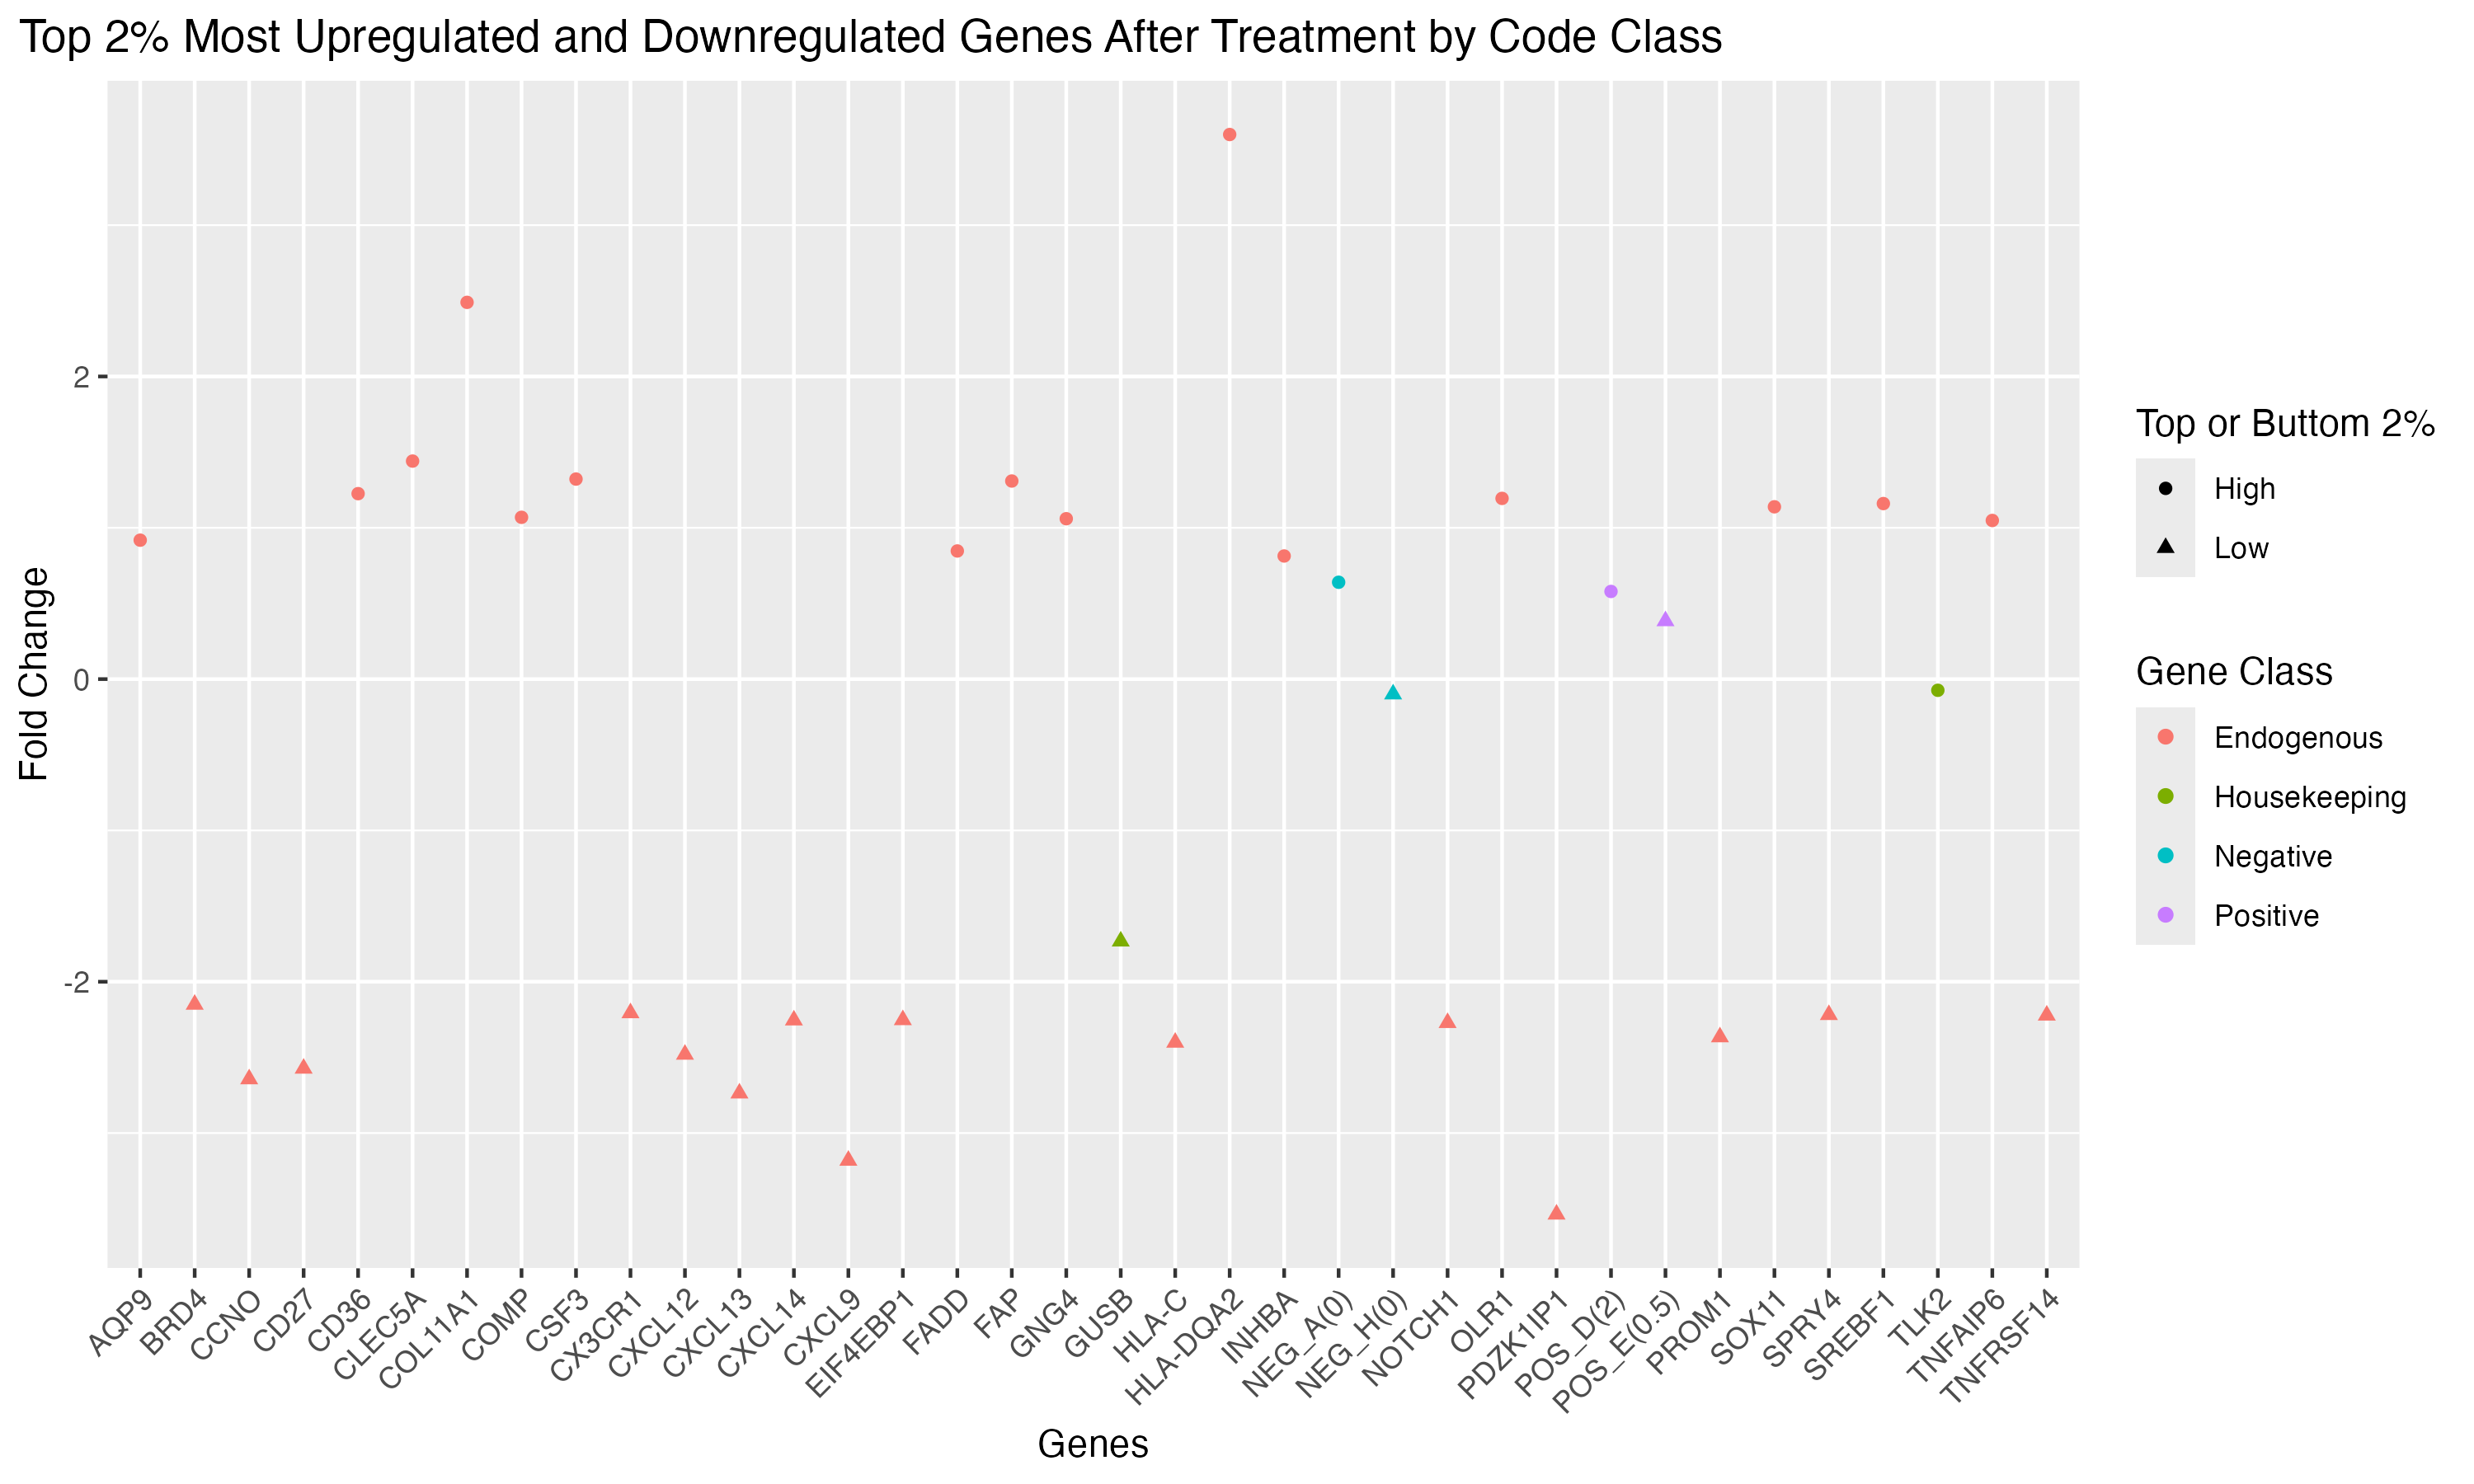 Top 2% Most Upregulated and Downregulated Genes After Treatment by Code Class
Fold Change
2
0
-2
AQP9
BRD4
CCNO
CD27
CD36
CLEC5A
COL11A1
COMP
CSF3
CX3CR1
CXCL12
CXCL13
CXCL14
CXCL9
EIF4EBP1
FADD
FAP
GNG4
GUSB
HLA-C
HLA-DQA2
INHBA
NEG_A(0)
NEG_H(0)
NOTCH1
OLR1
PDZK1IP1
POS_D(2)
POS_E(0.5)
PROM1
SOX11
SPRY4
SREBF1
TLK2
TNFAIP6
TNFRSF14
Genes
Top or Buttom 2%
High
Low
Gene Class
Endogenous
Housekeeping
Negative
Positive